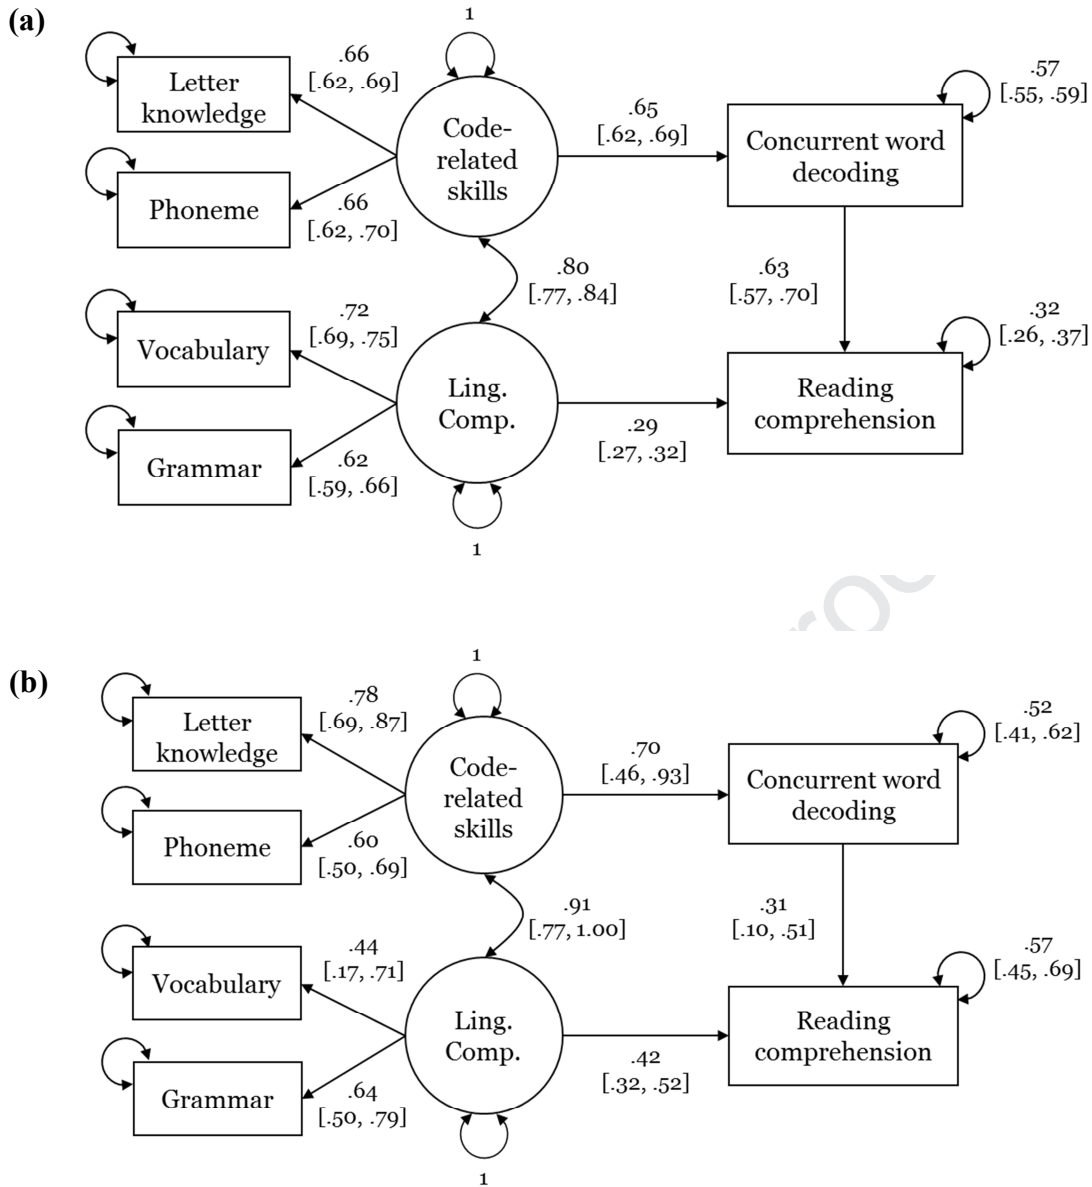 (a)
1
.66
[.62, .69]
Letter
knowledge
Code-
related
skills
.65
[.62, .69]
.57
[.55, .59]
Concurrent word
decoding
Phoneme
.66
[.62, .70]
.80
[.77, .84]
.63
[.57, .70]
Vocabulary
.72
[.69, .75]
Ling.
Comp.
.32
[.26, .37]
Reading
comprehension
.29
[.27, .32]
Grammar
.62
[.59, .66]
1
(b)
1
.78
[.69, .87]
Letter
knowledge
Code-
related
skills
.70
[.46, .93]
.52
[.41, .62]
Concurrent word
decoding
Phoneme
.60
[.50, .69]
.91
[.77, 1.00]
.31
[.10, .51]
Vocabulary
.44
[.17, .71]
Ling.
Comp.
.57
[.45, .69]
Reading
comprehension
.42
[.32, .52]
Grammar
.64
[.50, .79]
1